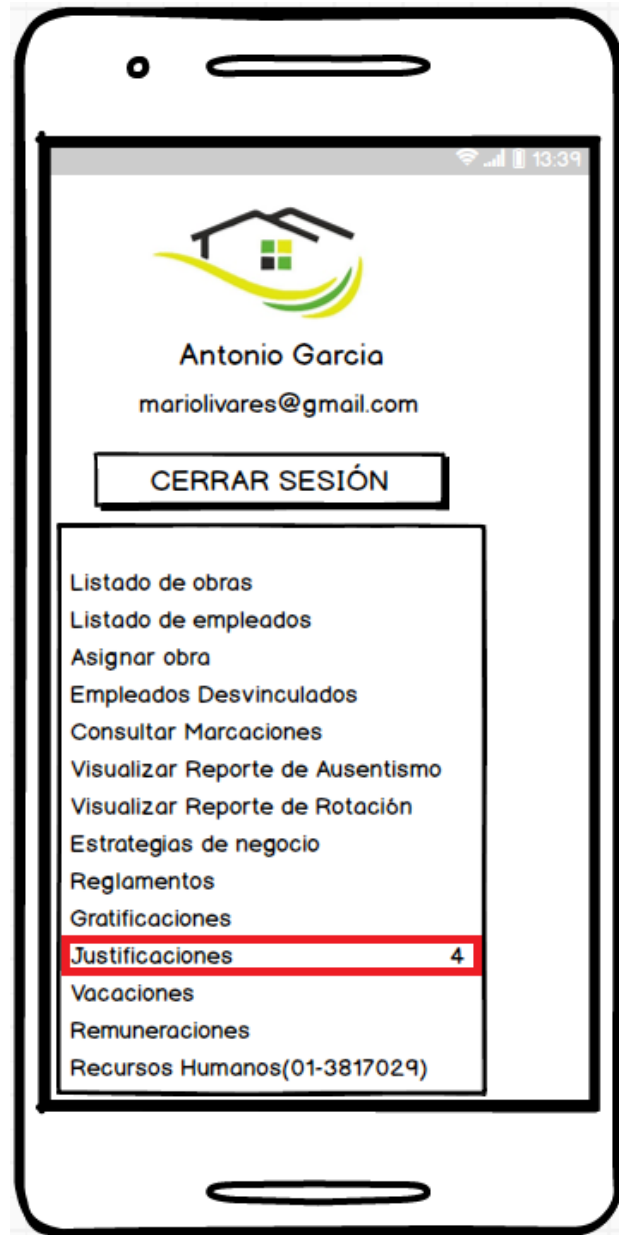 13:39
Antonio Garcia
mariolivares@gmail.com
CERRAR SESIÓN
Listado de obras
Listado de empleados
Asignar obra
Empleados Desvinculados
Consultar Marcaciones
Visualizar Reporte de Ausentismo
Visualizar Reporte de Rotación
Estrategias de negocio
Reglamentos
Gratificaciones
Justificaciones 4
Vacaciones
Remuneraciones
Recursos Humanos(01-3817029)